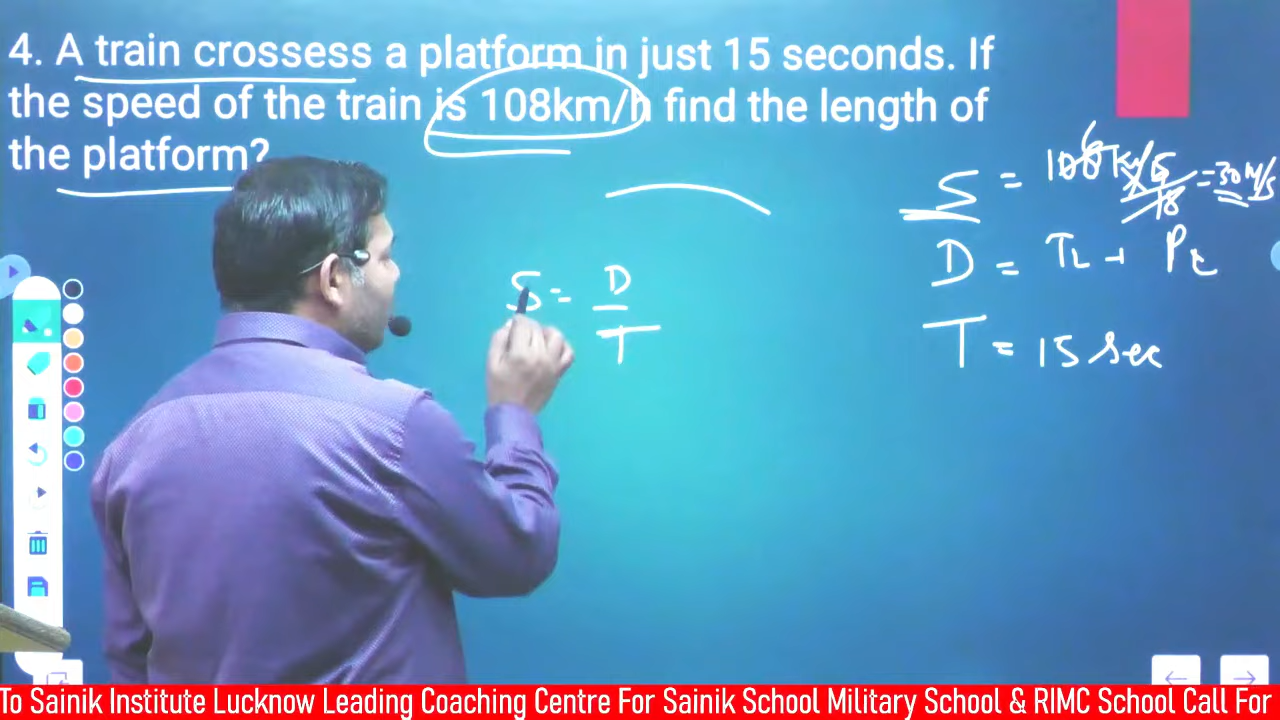 4. A train crossess a platform in just 15 seconds. If
the speed of the train is 108km/h find the length of
the platform?
S = 108 Km/h × 5/18 = 30 m/s
D = TL + PL
T = 15 sec
S = D/T
To Sainik Institute Lucknow Leading Coaching Centre For Sainik School Military School & RIMC School Call For